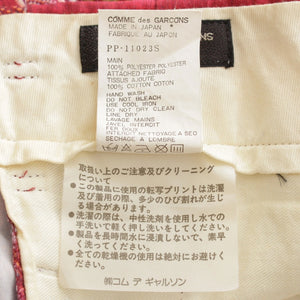 COMME des GARCONS
MADE IN JAPAN
FABRIQUE AU JAPON
PP-11023S
MAIN
100% POLYESTER POLYESTER
ATTACHED FABRIC
TISSUS AJOUTE
100% COTTON COTON
HAND WASH
DO NOT BLEACH
USE COOL IRON
DO NOT DRY CLEAN
LINE DRY
LAVAGE MAINS
JAVEL INTERDIT
FER DOUX
INTERDIT NETTOYAGE A SEC
SECHAGE A L'OMBRE
取扱い上のご注意及びクリーニング
について
●この製品に使用の転写プリントは洗濯
及び着用の際、多少のひび割れが生
じる場合があります。
●洗濯の際は、中性洗剤を使用し水での
手洗いで軽く押し洗いして下さい。
●製品を長時間水に浸漬しないで、素早
く洗って下さい。
●全ての乾燥機の使用は、お避け
下さい。
㈱コム デ ギャルソン